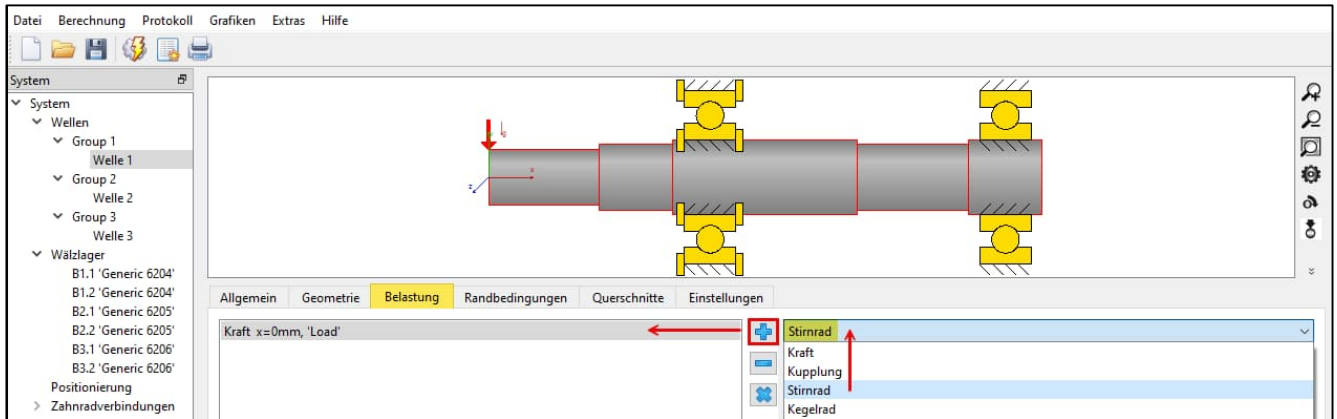 Datei Berechnung Protokoll Grafiken Extras Hilfe
System
System
Wellen
Group 1
Welle 1
Group 2
Welle 2
Group 3
Welle 3
Wälzlager
B1.1 'Generic 6204'
B1.2 'Generic 6204'
B2.1 'Generic 6205'
B2.2 'Generic 6205'
B3.1 'Generic 6206'
B3.2 'Generic 6206'
Positionierung
Zahnradverbindungen
x
z
Allgemein Geometrie Belastung Randbedingungen Querschnitte Einstellungen
Kraft x=0mm, 'Load'
Stirnrad
Kraft
Kupplung
Stirnrad
Kegelrad